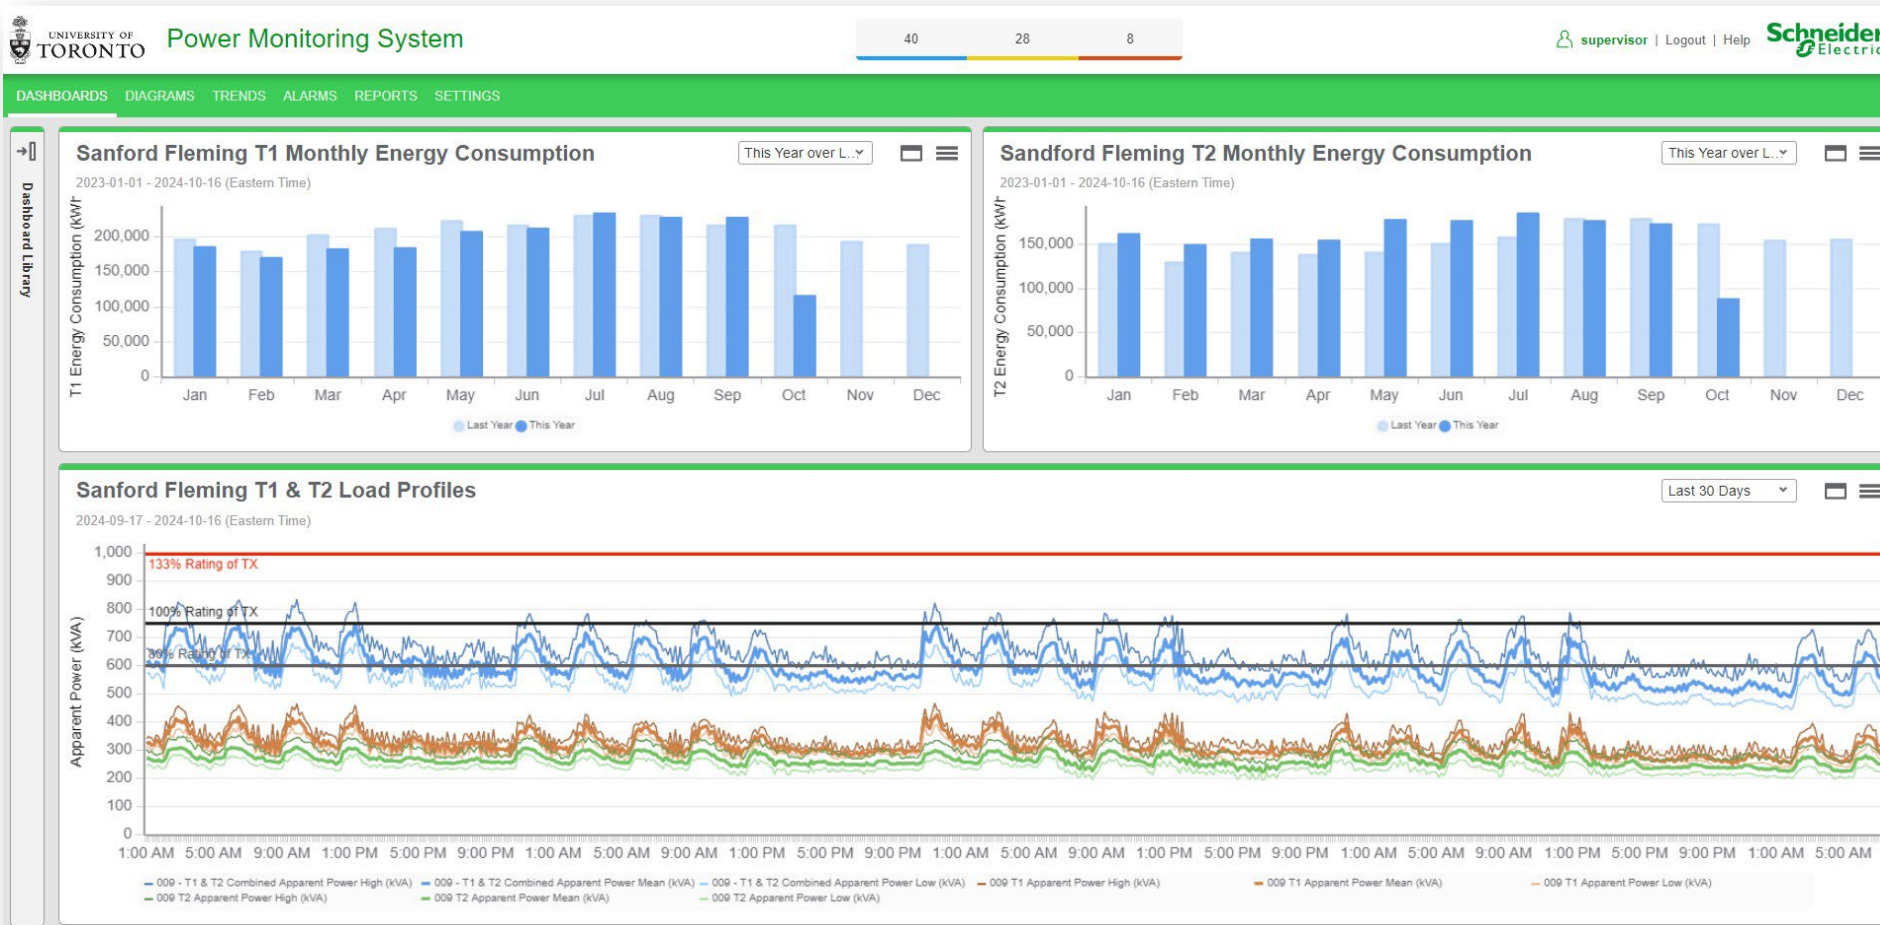 UNIVERSITY OF
TORONTO
Power Monitoring System
40 28 8
supervisor | Logout | Help
Schneider
Electric
DASHBOARDS DIAGRAMS TRENDS ALARMS REPORTS SETTINGS
Dashboard Library
Sanford Fleming T1 Monthly Energy Consumption
This Year over L...
2023-01-01 - 2024-10-16 (Eastern Time)
T1 Energy Consumption (kWh
200,000
150,000
100,000
50,000
0
Jan Feb Mar Apr May Jun Jul Aug Sep Oct Nov Dec
Last Year This Year
Sandford Fleming T2 Monthly Energy Consumption
This Year over L...
2023-01-01 - 2024-10-16 (Eastern Time)
T2 Energy Consumption (kWh
150,000
100,000
50,000
0
Jan Feb Mar Apr May Jun Jul Aug Sep Oct Nov Dec
Last Year This Year
Sanford Fleming T1 & T2 Load Profiles
Last 30 Days
2024-09-17 - 2024-10-16 (Eastern Time)
Apparent Power (kVA)
1,000
133% Rating of TX
900
800
100% Rating of TX
700
Rating of TX
600
500
400
300
200
100
0
1:00 AM 5:00 AM 9:00 AM 1:00 PM 5:00 PM 9:00 PM 1:00 AM 5:00 AM 9:00 AM 1:00 PM 5:00 PM 9:00 PM 1:00 AM 5:00 AM 9:00 AM 1:00 PM 5:00 PM 9:00 PM 1:00 AM 5:00 AM 9:00 AM 1:00 PM 5:00 PM 9:00 PM 1:00 AM 5:00 AM
009 - T1 & T2 Combined Apparent Power High (kVA) 009 - T1 & T2 Combined Apparent Power Mean (kVA) 009 - T1 & T2 Combined Apparent Power Low (kVA) 009 T1 Apparent Power High (kVA) 009 T1 Apparent Power Mean (kVA) 009 T1 Apparent Power Low (kVA)
009 T2 Apparent Power High (kVA) 009 T2 Apparent Power Mean (kVA) 009 T2 Apparent Power Low (kVA)